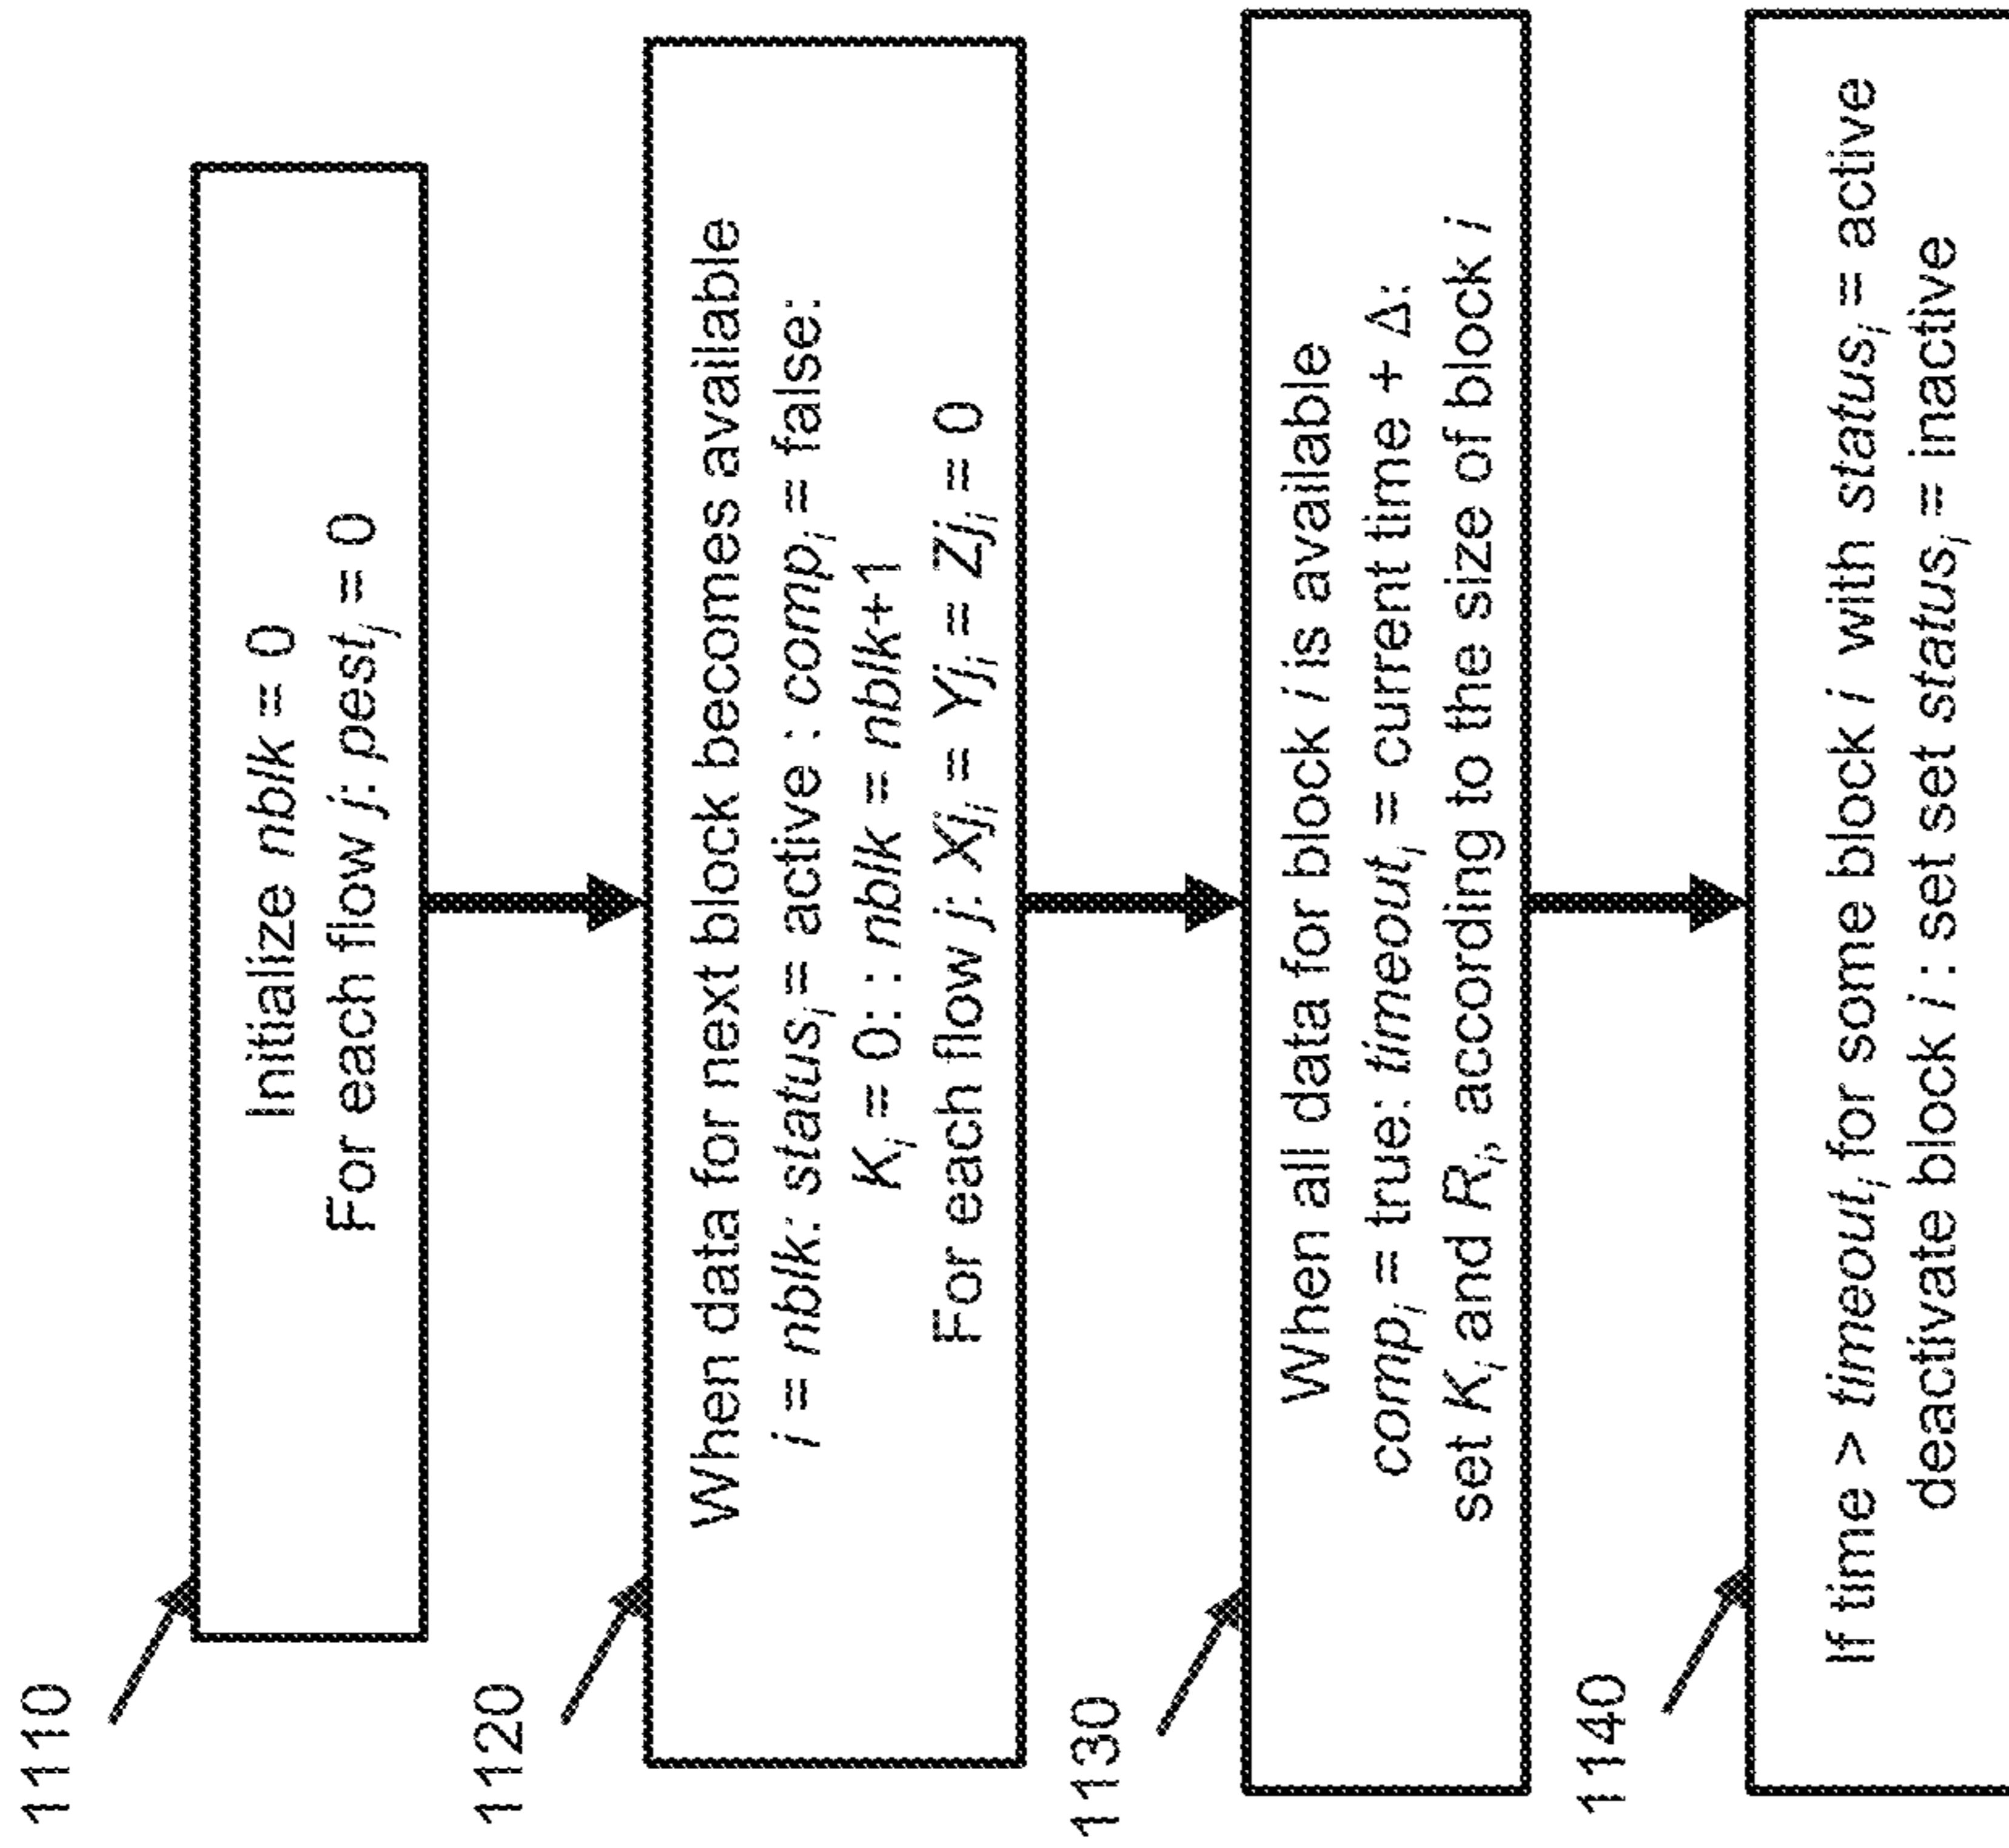 1110
Initialize nblk = 0
For each flow j: pestⱼ = 0
1120
When data for next block becomes available
i = nblk: statusᵢ = active : compᵢ = false:
Kᵢ = 0: : nblk = nblk+1
For each flow j: Xjᵢ = Yjᵢ = Zjᵢ = 0
1130
When all data for block i is available
compᵢ = true: timeoutᵢ = current time + Δ:
set Kᵢ and Rᵢ, according to the size of block i
1140
If time > timeoutᵢ for some block i with statusᵢ = active
deactivate block i : set set statusᵢ = inactive